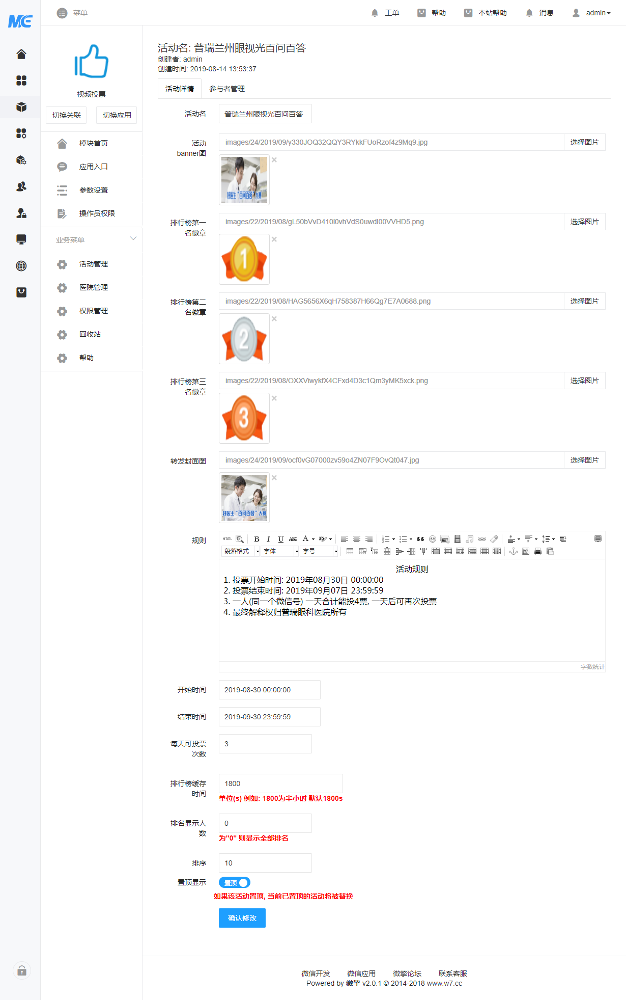 ME
菜单
工单
帮助
本站帮助
消息
admin
视频投票
切换关联
切换应用
模块首页
应用入口
参数设置
操作员权限
业务菜单
活动管理
医院管理
权限管理
回收站
帮助
活动名: 普瑞兰州眼视光百问百答
创建者: admin
创建时间: 2019-08-14 13:53:37
活动详情
参与者管理
活动名
普瑞兰州眼视光百问百答
活动
banner图
images/24/2019/09/y330JOQ32QQY3RYkkFUoRzof4z9Mq9.jpg
选择图片
好医生“百问百答”大赛
×
排行榜第一
名徽章
images/22/2019/08/gL50bVvD410l0vhVdS0uwdl00VVHD5.png
选择图片
1
×
排行榜第二
名徽章
images/22/2019/08/HAG5656X6qH758387H66Qg7E7A0688.png
选择图片
2
×
排行榜第三
名徽章
images/22/2019/08/OXXViwykfX4CFxd4D3c1Qm3yMK5xck.png
选择图片
3
×
转发封面图
images/24/2019/09/ocf0vG07000zv59o4ZN07F9OvQt047.jpg
选择图片
好医生“百问百答”大赛
×
规则
HTML B I U ABC A ab
段落格式 字体 字号
活动规则
1. 投票开始时间: 2019年08月30日 00:00:00
2. 投票结束时间: 2019年09月07日 23:59:59
3. 一人(同一个微信号) 一天合计能投4票, 一天后可再次投票
4. 最终解释权归普瑞眼科医院所有
字数统计
开始时间
2019-08-30 00:00:00
结束时间
2019-09-30 23:59:59
每天可投票
次数
3
排行榜缓存
时间
1800
单位(s) 例如: 1800为半小时 默认1800s
排名显示人
数
0
为"0" 则显示全部排名
排序
10
置顶显示
置顶
如果该活动置顶, 当前已置顶的活动将被替换
确认修改
微信开发
微信应用
微擎论坛
联系客服
Powered by 微擎 v2.0.1 © 2014-2018 www.w7.cc